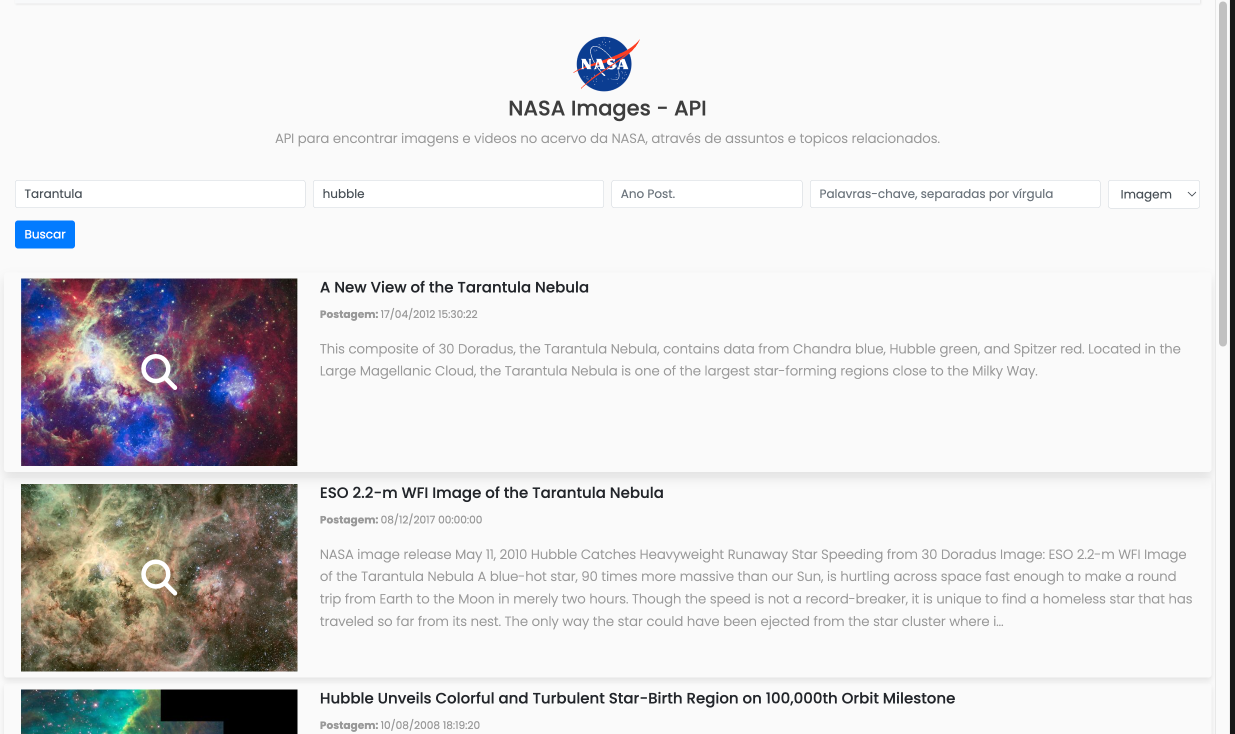 NASA
NASA Images - API
API para encontrar imagens e videos no acervo da NASA, através de assuntos e topicos relacionados.
Tarantula
hubble
Ano Post.
Palavras-chave, separadas por vírgula
Imagem
Buscar
A New View of the Tarantula Nebula
Postagem: 17/04/2012 15:30:22
This composite of 30 Doradus, the Tarantula Nebula, contains data from Chandra blue, Hubble green, and Spitzer red. Located in the
Large Magellanic Cloud, the Tarantula Nebula is one of the largest star-forming regions close to the Milky Way.
ESO 2.2-m WFI Image of the Tarantula Nebula
Postagem: 08/12/2017 00:00:00
NASA image release May 11, 2010 Hubble Catches Heavyweight Runaway Star Speeding from 30 Doradus Image: ESO 2.2-m WFI Image
of the Tarantula Nebula A blue-hot star, 90 times more massive than our Sun, is hurtling across space fast enough to make a round
trip from Earth to the Moon in merely two hours. Though the speed is not a record-breaker, it is unique to find a homeless star that has
traveled so far from its nest. The only way the star could have been ejected from the star cluster where i...
Hubble Unveils Colorful and Turbulent Star-Birth Region on 100,000th Orbit Milestone
Postagem: 10/08/2008 18:19:20